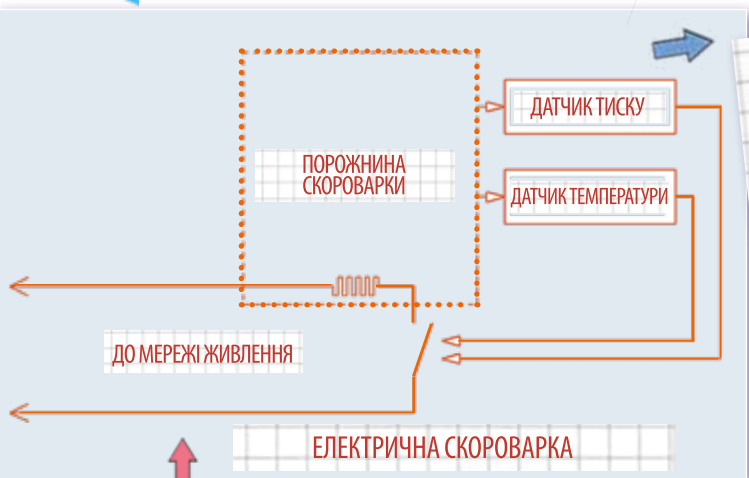 ДАТЧИК ТИСКУ
ПОРОЖНИНА
СКОРОВАРКИ
ДАТЧИК ТЕМПЕРАТУРИ
ДО МЕРЕЖІ ЖИВЛЕННЯ
ЕЛЕКТРИЧНА СКОРОВАРКА